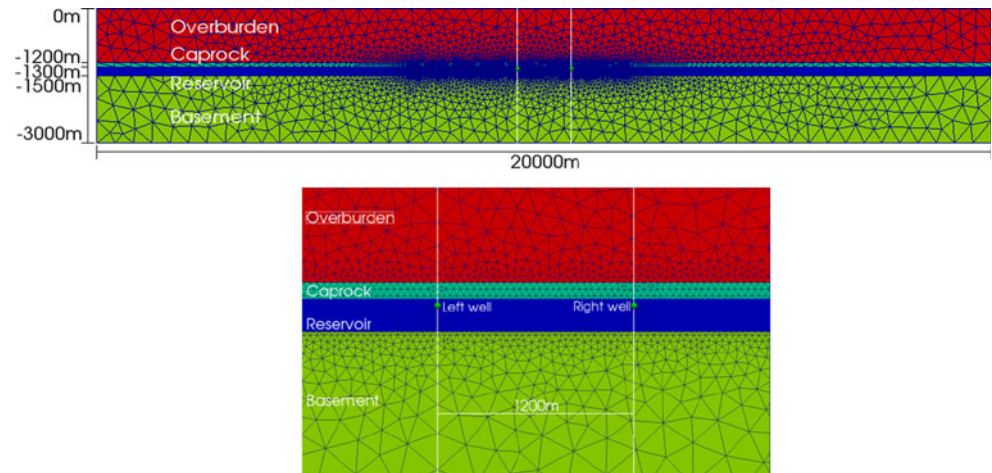 0m
Overburden
-1200m
Caprock
-1300m
Reservoir
-1500m
Basement
-3000m
20000m
Overburden
Caprock
Left well
Right well
Reservoir
Basement
1200m